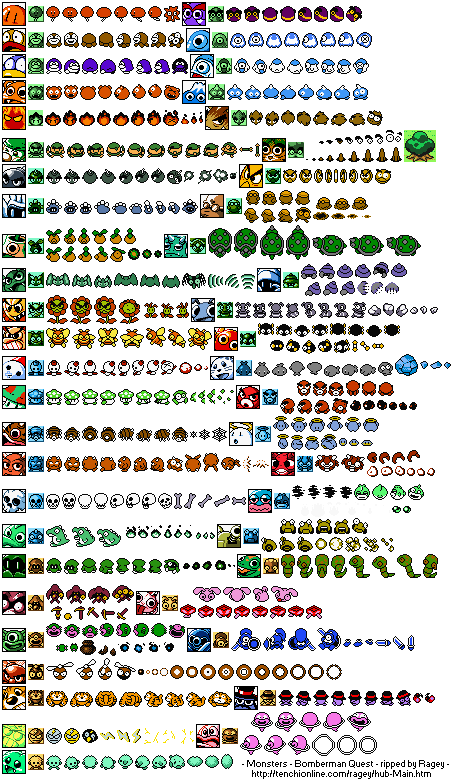 - Monsters - Bomberman Quest - ripped by Ragey -
http://tenchionline.com/ragey/hub-Main.htm